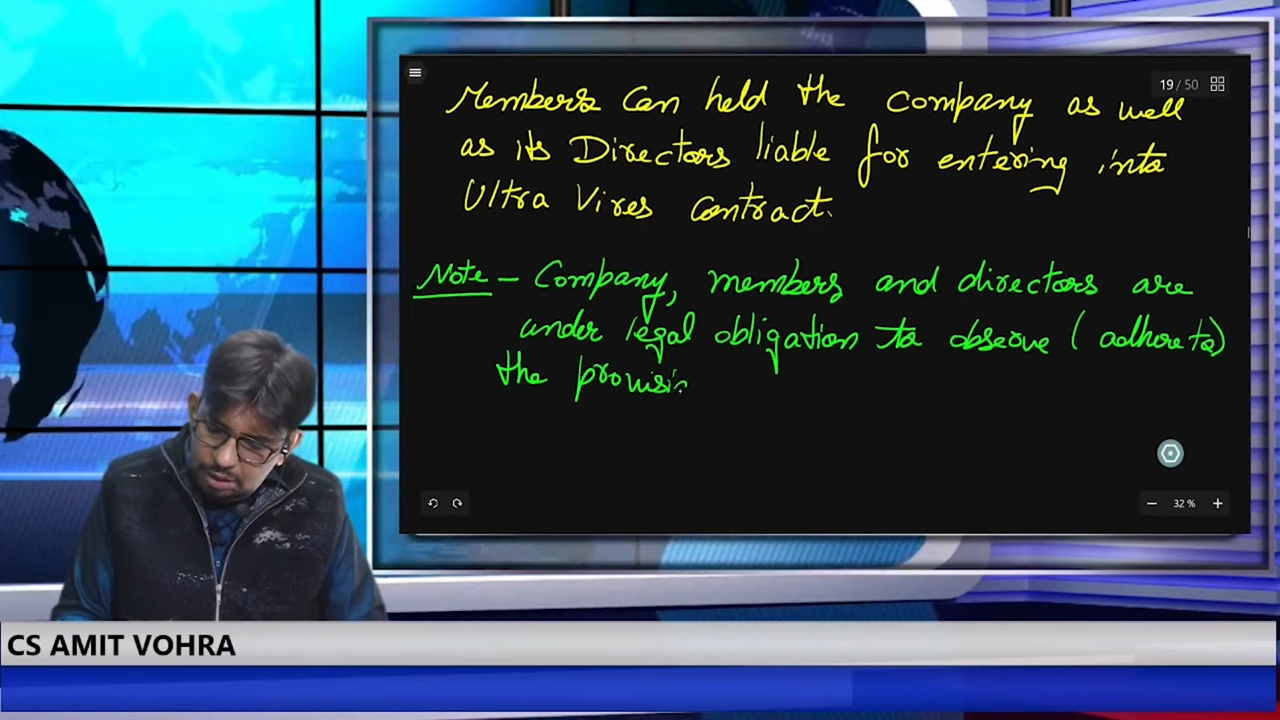 19 / 50
Members can held the company as well
as its Directors liable for entering into
Ultra Vires contract.
Note - Company, members and directors are
under legal obligation to observe (adhere to)
the provisi
32 %
CS AMIT VOHRA